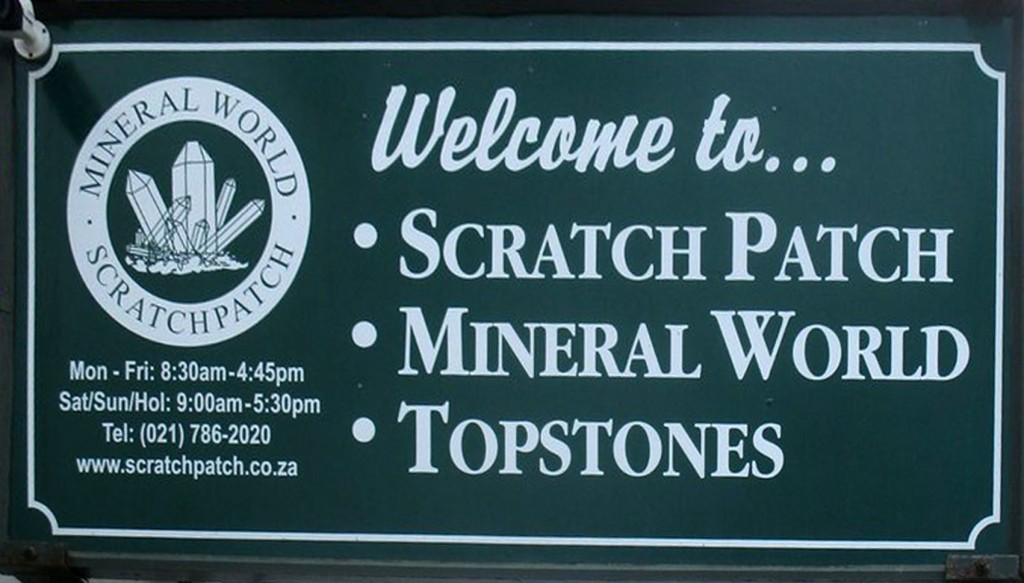 MINERAL WORLD
· SCRATCHPATCH ·
Mon - Fri: 8:30am-4:45pm
Sat/Sun/Hol: 9:00am-5:30pm
Tel: (021) 786-2020
www.scratchpatch.co.za
Welcome to...
• SCRATCH PATCH
• MINERAL WORLD
• TOPSTONES